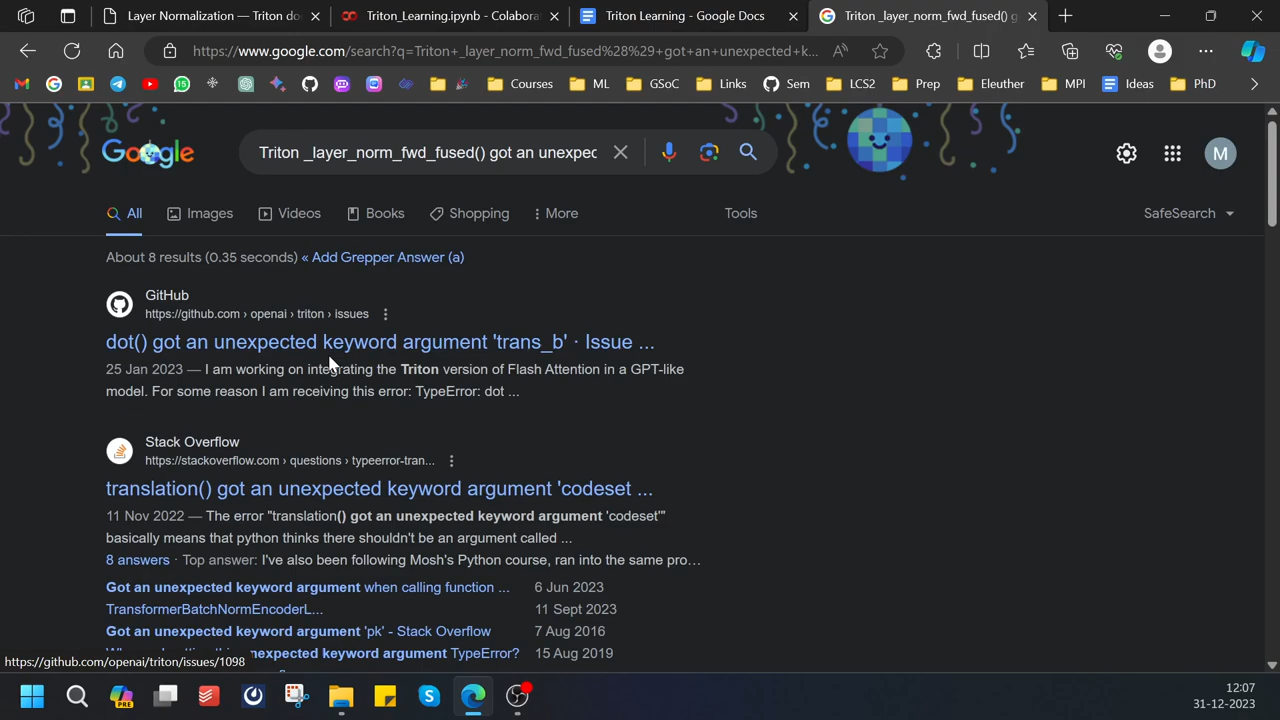 Layer Normalization — Triton do
Triton_Learning.ipynb - Colabora
Triton Learning - Google Docs
Triton _layer_norm_fwd_fused() g
https://www.google.com/search?q=Triton+_layer_norm_fwd_fused%28%29+got+an+unexpected+k...
Courses
ML
GSoC
Links
Sem
LCS2
Prep
Eleuther
MPI
Ideas
PhD
Google
Triton _layer_norm_fwd_fused() got an unexpec
M
All
Images
Videos
Books
Shopping
More
Tools
SafeSearch
About 8 results (0.35 seconds) « Add Grepper Answer (a)
GitHub
https://github.com › openai › triton › issues
dot() got an unexpected keyword argument 'trans_b' · Issue ...
25 Jan 2023 — I am working on integrating the Triton version of Flash Attention in a GPT-like
model. For some reason I am receiving this error: TypeError: dot ...
Stack Overflow
https://stackoverflow.com › questions › typeerror-tran...
translation() got an unexpected keyword argument 'codeset ...
11 Nov 2022 — The error "translation() got an unexpected keyword argument 'codeset'"
basically means that python thinks there shouldn't be an argument called ...
8 answers · Top answer: I've also been following Mosh's Python course, ran into the same pro...
Got an unexpected keyword argument when calling function ... 6 Jun 2023
TransformerBatchNormEncoderL... 11 Sept 2023
Got an unexpected keyword argument 'pk' - Stack Overflow 7 Aug 2016
unexpected keyword argument TypeError? 15 Aug 2019
https://github.com/openai/triton/issues/1098
PRE
12:07
31-12-2023